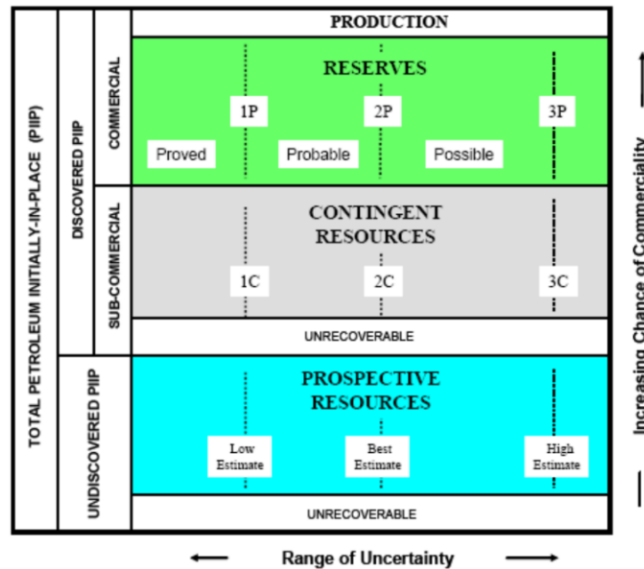 PRODUCTION
RESERVES
1P
2P
3P
Proved
Probable
Possible
CONTINGENT
RESOURCES
1C
2C
3C
UNRECOVERABLE
PROSPECTIVE
RESOURCES
Low
Estimate
Best
Estimate
High
Estimate
UNRECOVERABLE
TOTAL PETROLEUM INITIALLY-IN-PLACE (PIIP)
DISCOVERED PIIP
UNDISCOVERED PIIP
COMMERCIAL
SUB-COMMERCIAL
Increasing Chance of Commerciality
Range of Uncertainty